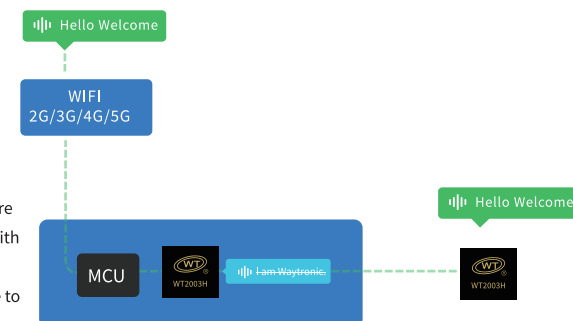 Hello Welcome
WIFI
2G/3G/4G/5G
re
ith
to
Hello Welcome
MCU
WT
®
WT2003H
I am Waytronic.
WT
®
WT2003H